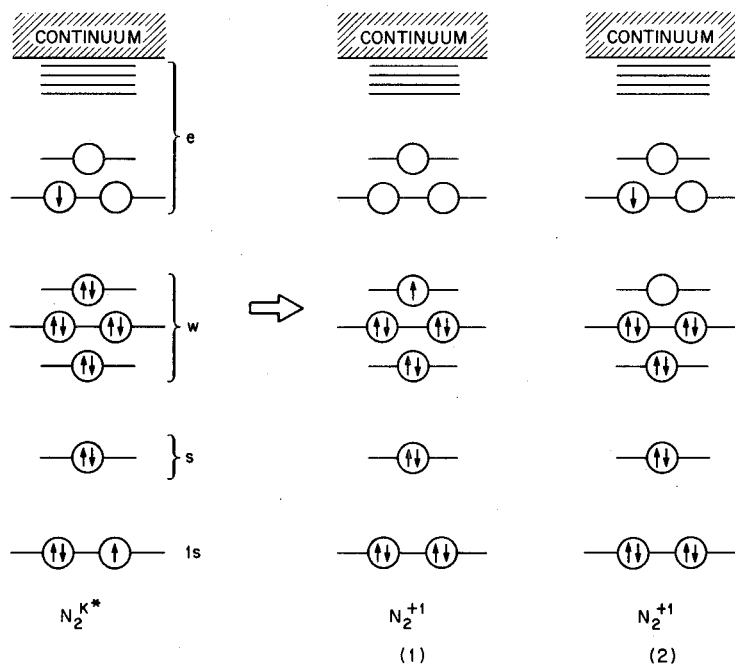 CONTINUUM CONTINUUM CONTINUUM
e
w
s
1s
N₂ᴷ* N₂⁺¹ N₂⁺¹
(1) (2)